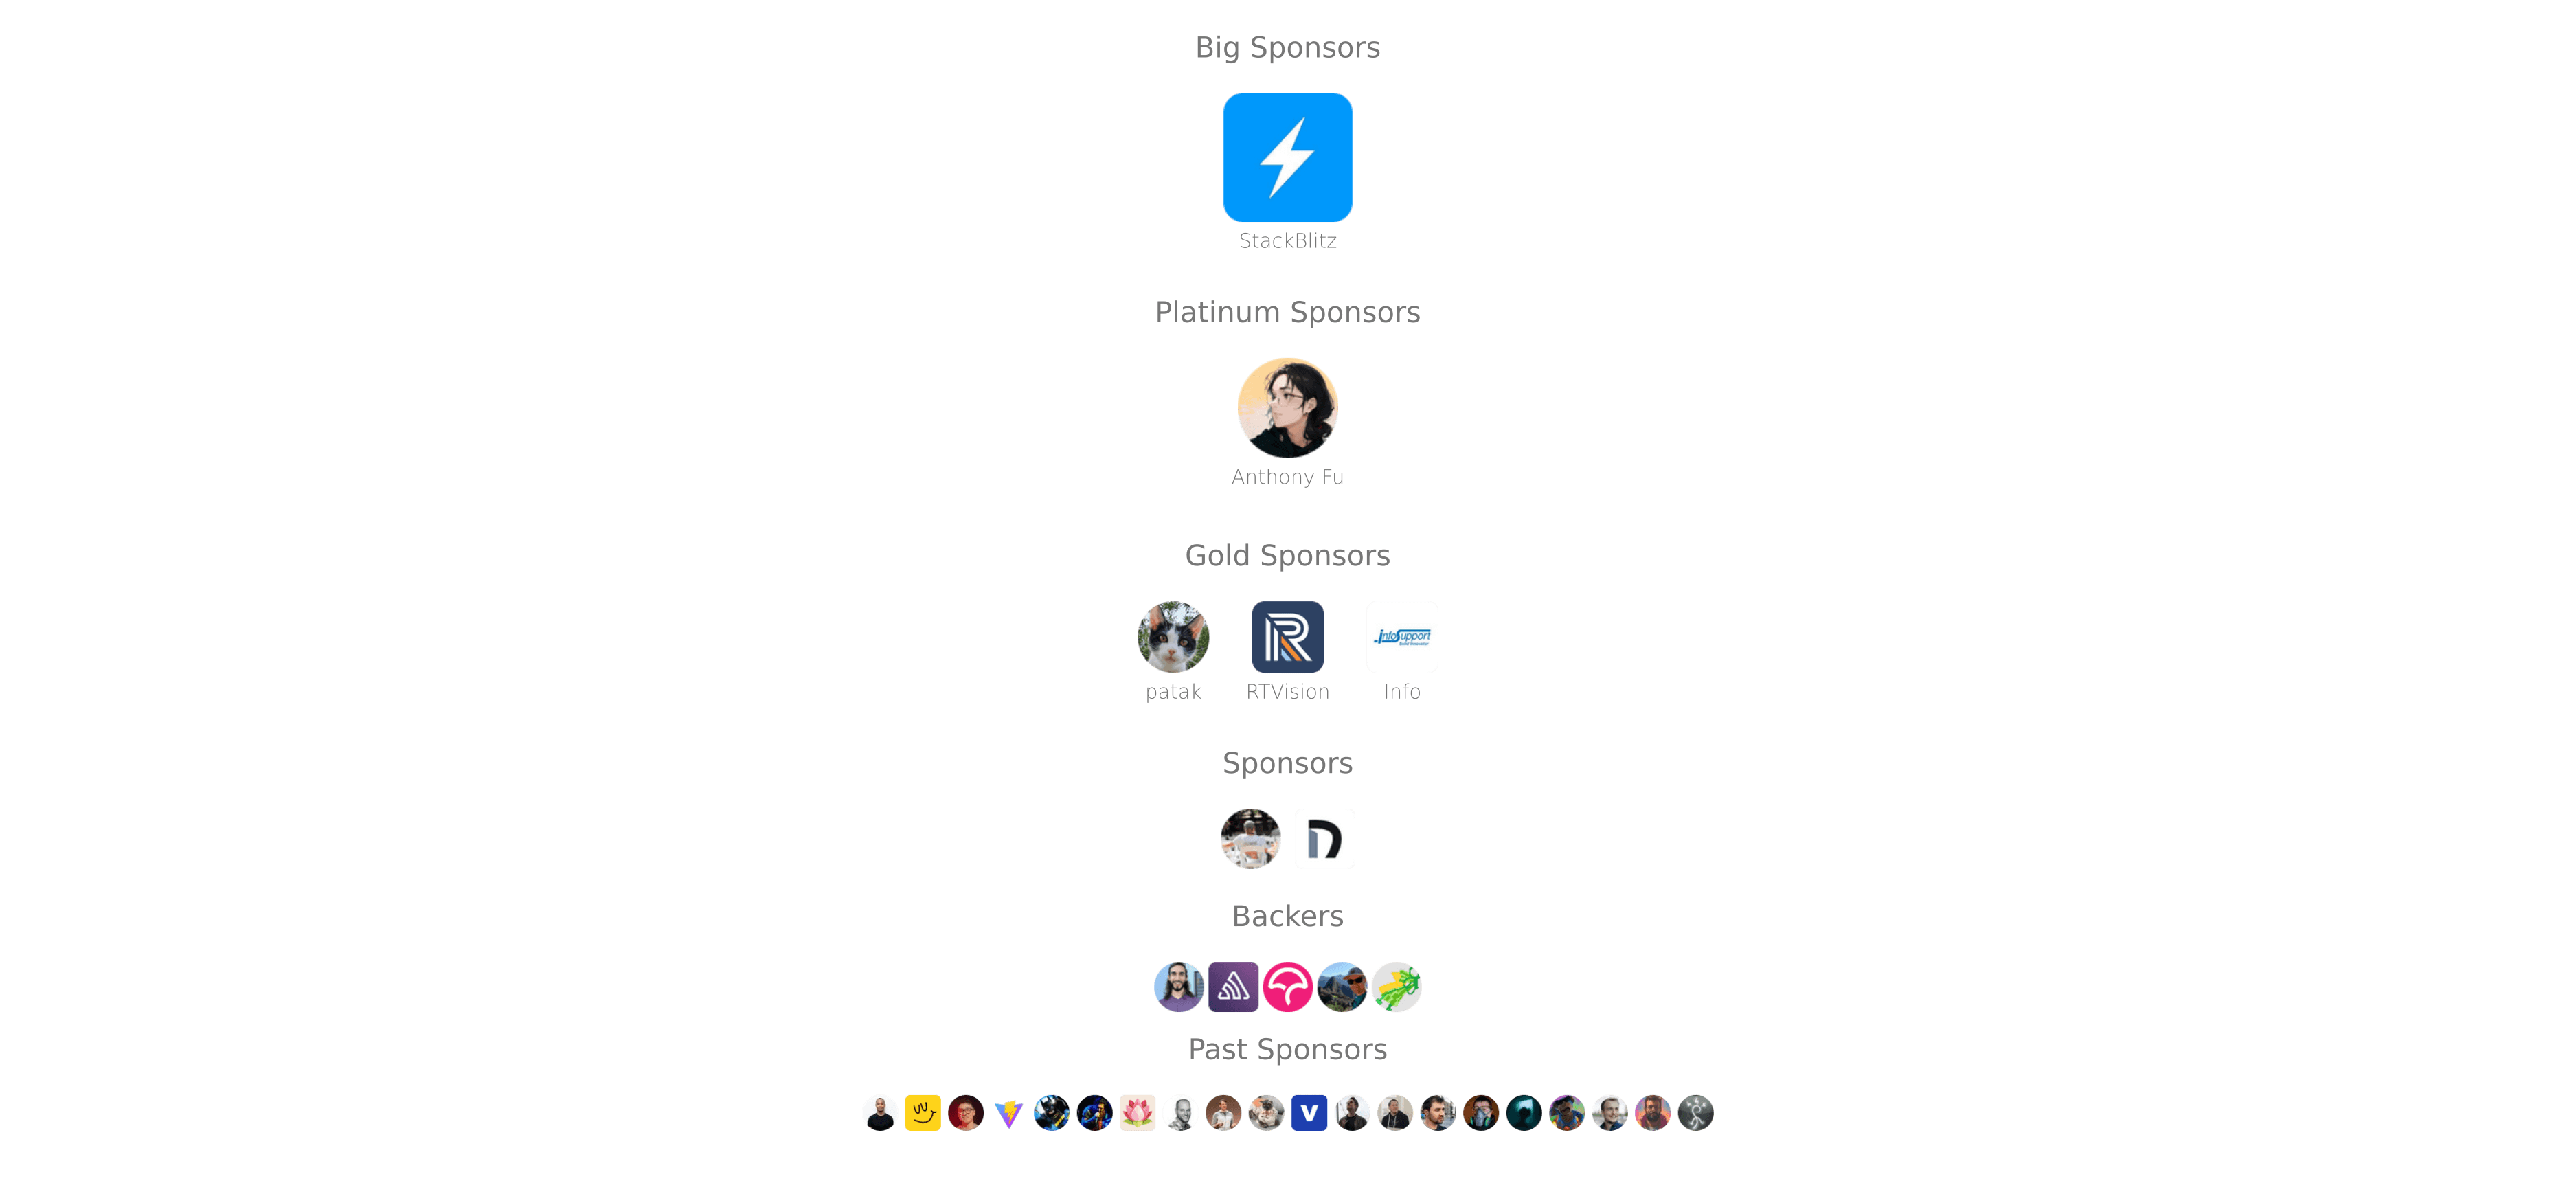 Big Sponsors
StackBlitz
Platinum Sponsors
Anthony Fu
Gold Sponsors
infoSupport
patak RTVision Info
Sponsors
Backers
Past Sponsors
V